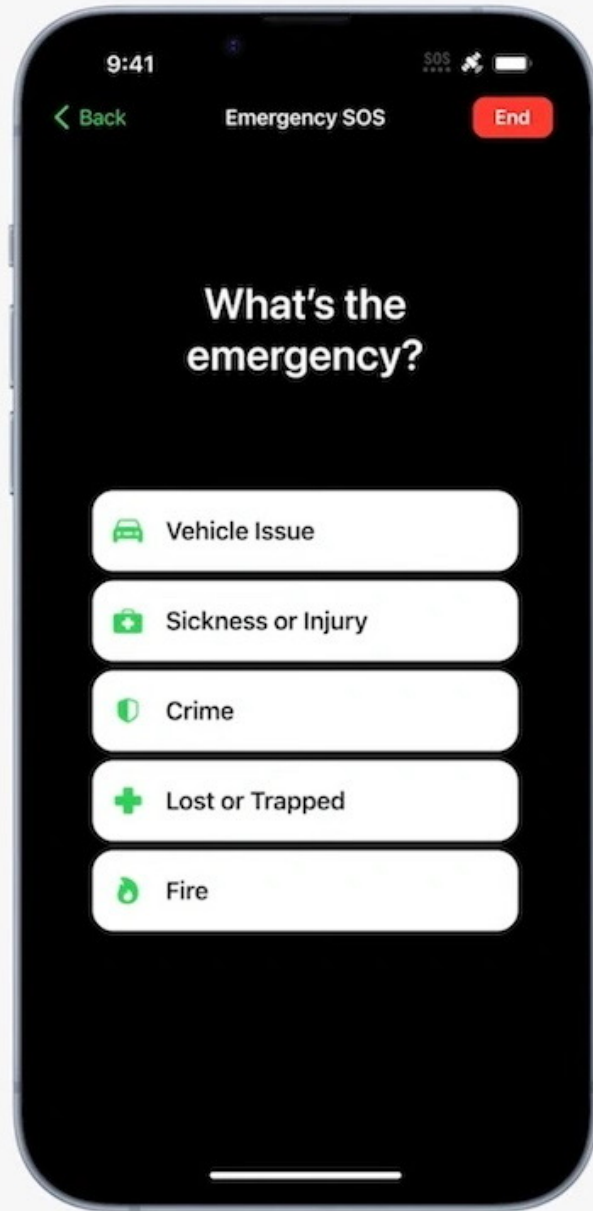 9:41
SOS
Back
Emergency SOS
End
What's the
emergency?
Vehicle Issue
Sickness or Injury
Crime
Lost or Trapped
Fire